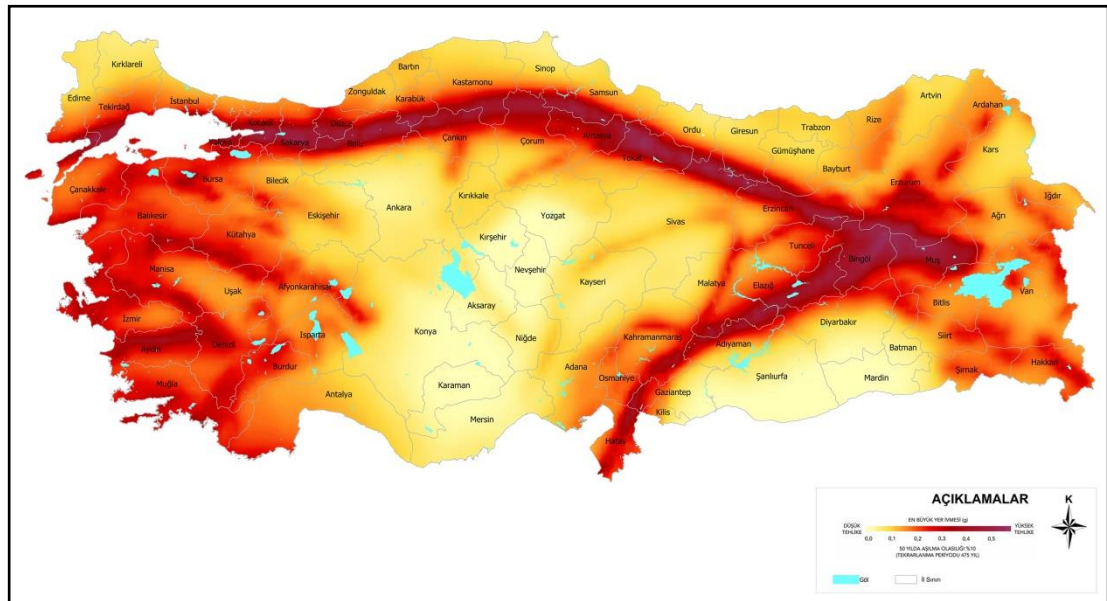 Kırklareli
Edirne
Tekirdağ
İstanbul
Kocaeli
Yalova
Sakarya
Düzce
Bolu
Zonguldak
Bartın
Karabük
Kastamonu
Sinop
Samsun
Çankırı
Çorum
Amasya
Tokat
Ordu
Giresun
Trabzon
Gümüşhane
Bayburt
Rize
Artvin
Ardahan
Kars
Iğdır
Ağrı
Erzurum
Erzincan
Çanakkale
Bursa
Bilecik
Balıkesir
Kütahya
Eskişehir
Ankara
Kırıkkale
Kırşehir
Yozgat
Sivas
Tunceli
Bingöl
Muş
Van
Bitlis
Manisa
Uşak
Afyonkarahisar
İzmir
Aydın
Denizli
Isparta
Burdur
Muğla
Antalya
Konya
Aksaray
Nevşehir
Niğde
Kayseri
Malatya
Elazığ
Diyarbakır
Batman
Siirt
Şırnak
Hakkari
Mardin
Şanlıurfa
Adıyaman
Kahramanmaraş
Gaziantep
Kilis
Osmaniye
Adana
Hatay
Karaman
Mersin
AÇIKLAMALAR
K
EN BÜYÜK YER İVMESİ (g)
DÜŞÜK TEHLİKE
YÜKSEK TEHLİKE
0,0 0,1 0,2 0,3 0,4 0,5
50 YILDA AŞILMA OLASILIĞI %10
(TEKRARLANMA PERİYODU 475 YIL)
Göl
İl Sınırı